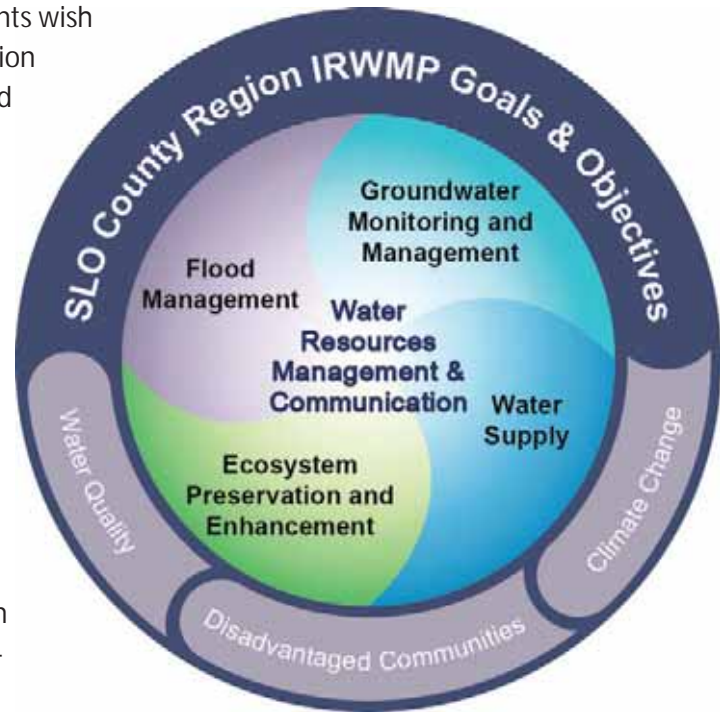 nts wish
ion
d
SLO County Region IRWMP Goals & Objectives
Groundwater
Monitoring and
Management
Flood
Management
Water
Resources
Management &
Communication
Water
Supply
Ecosystem
Preservation and
Enhancement
Water Quality
Disadvantaged Communities
Climate Change